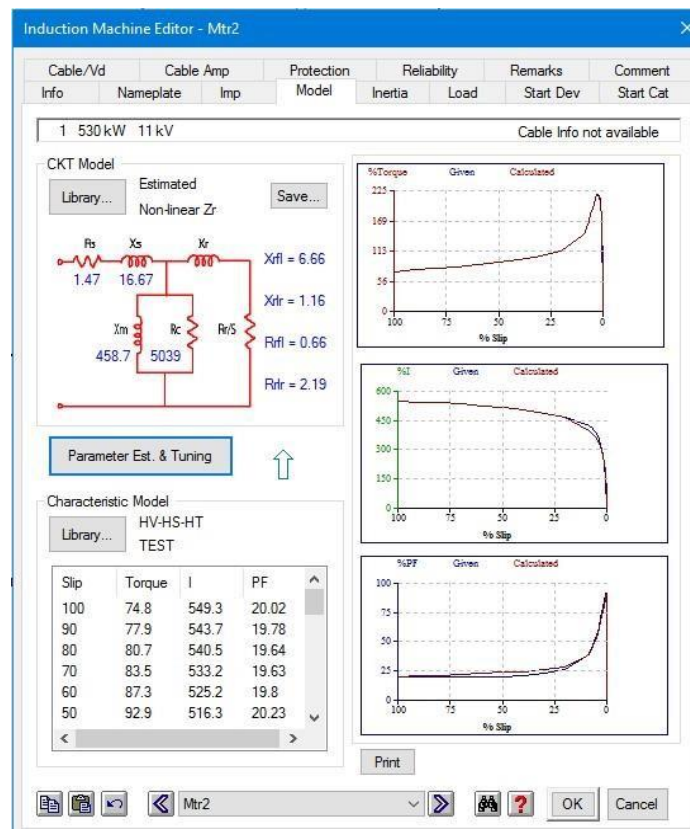 Induction Machine Editor - Mtr2
Cable/Vd Cable Amp Protection Reliability Remarks Comment
Info Nameplate Imp Model Inertia Load Start Dev Start Cat
1 530 kW 11 kV Cable Info not available
CKT Model
Library... Estimated Save...
Non-linear Zr
Rs Xs Xr
1.47 16.67
Xrfl = 6.66
Xrlr = 1.16
Xm Rc Rr/S
Rrfl = 0.66
458.7 5039
Rrlr = 2.19
Parameter Est. & Tuning
Characteristic Model
Library... HV-HS-HT
TEST
Slip Torque I PF
100 74.8 549.3 20.02
90 77.9 543.7 19.78
80 80.7 540.5 19.64
70 83.5 533.2 19.63
60 87.3 525.2 19.8
50 92.9 516.3 20.23
%Torque Given Calculated
225
169
115
56
0
100 75 50 25 0
% Slip
%I Given Calculated
600
450
300
150
0
100 75 50 25 0
% Slip
%PF Given Calculated
100
75
50
25
0
100 75 50 25 0
% Slip
Print
Mtr2 ? OK Cancel